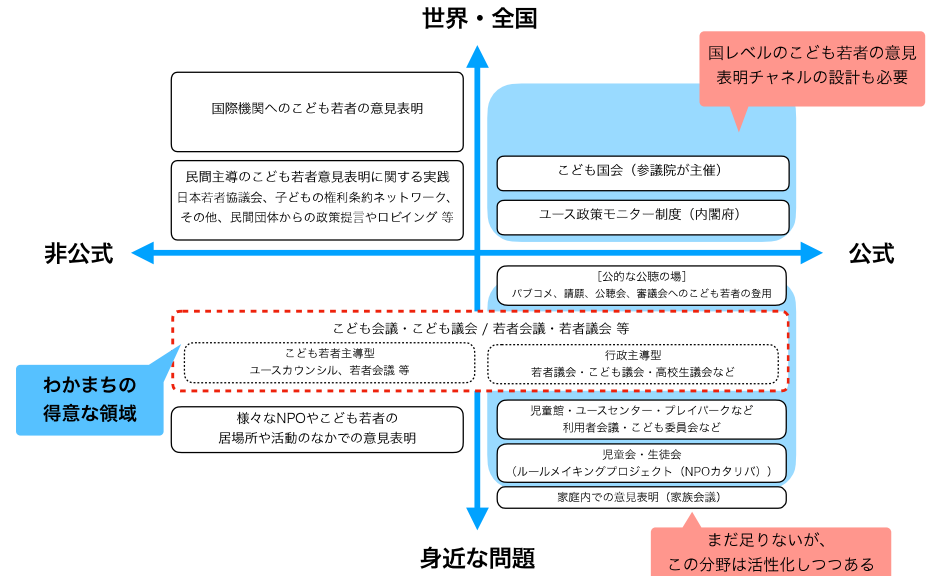 世界・全国
国レベルのこども若者の意見
表明チャネルの設計も必要
国際機関へのこども若者の意見表明
民間主導のこども若者意見表明に関する実践
日本若者協議会、子どもの権利条約ネットワーク、
その他、民間団体からの政策提言やロビイング 等
こども国会（参議院が主催）
ユース政策モニター制度（内閣府）
非公式
公式
［公的な公聴の場］
パブコメ、請願、公聴会、審議会へのこども若者の登用
こども会議・こども議会 / 若者会議・若者議会 等
こども若者主導型
ユースカウンシル、若者会議 等
行政主導型
若者議会・こども議会・高校生議会など
わかまちの
得意な領域
様々なNPOやこども若者の
居場所や活動のなかでの意見表明
児童館・ユースセンター・プレイパークなど
利用者会議・こども委員会など
児童会・生徒会
（ルールメイキングプロジェクト（NPOカタリバ））
家庭内での意見表明（家族会議）
身近な問題
まだ足りないが、
この分野は活性化しつつある